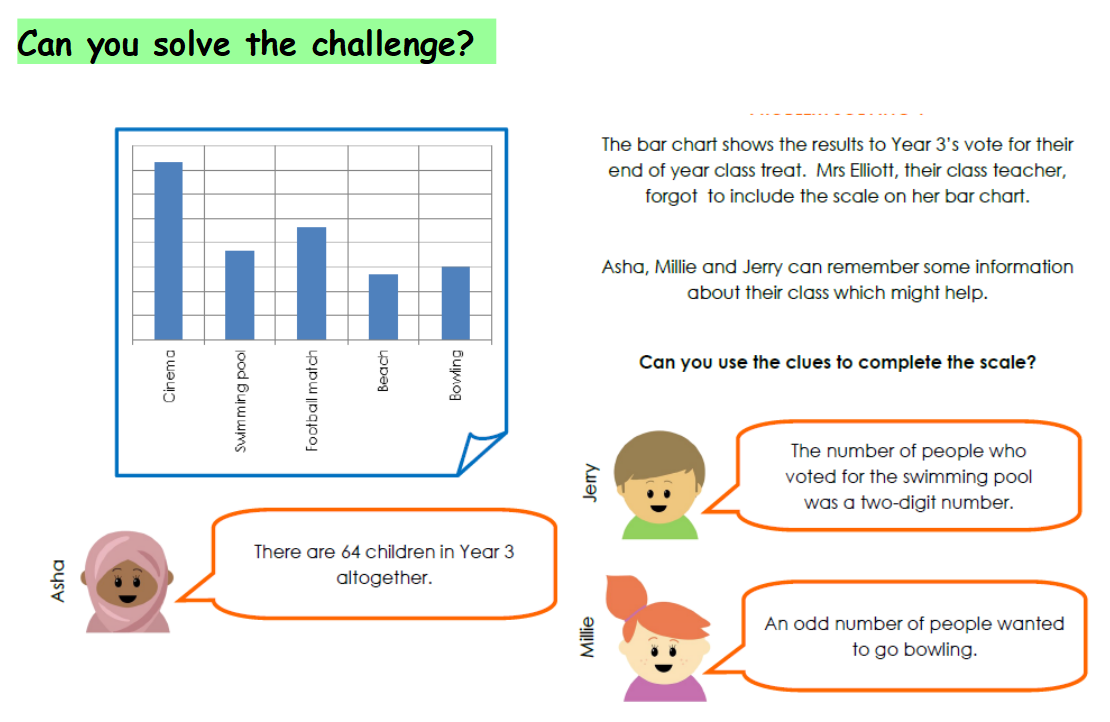 Can you solve the challenge?
The bar chart shows the results to Year 3's vote for their
end of year class treat.  Mrs Elliott, their class teacher,
forgot  to include the scale on her bar chart.
Asha, Millie and Jerry can remember some information
about their class which might help.
Can you use the clues to complete the scale?
Cinema
Swimming pool
Football match
Beach
Bowling
Jerry
The number of people who
voted for the swimming pool
was a two-digit number.
Asha
There are 64 children in Year 3
altogether.
Millie
An odd number of people wanted
to go bowling.